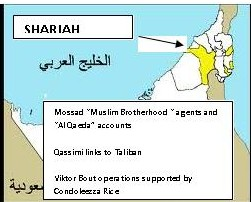 SHARIAH
الخليج العربي
Mossad “Muslim Brotherhood “agents and
“AlQaeda” accounts
Qassimi links to Taliban
Viktor Bout operations supported by
Condoleezza Rice